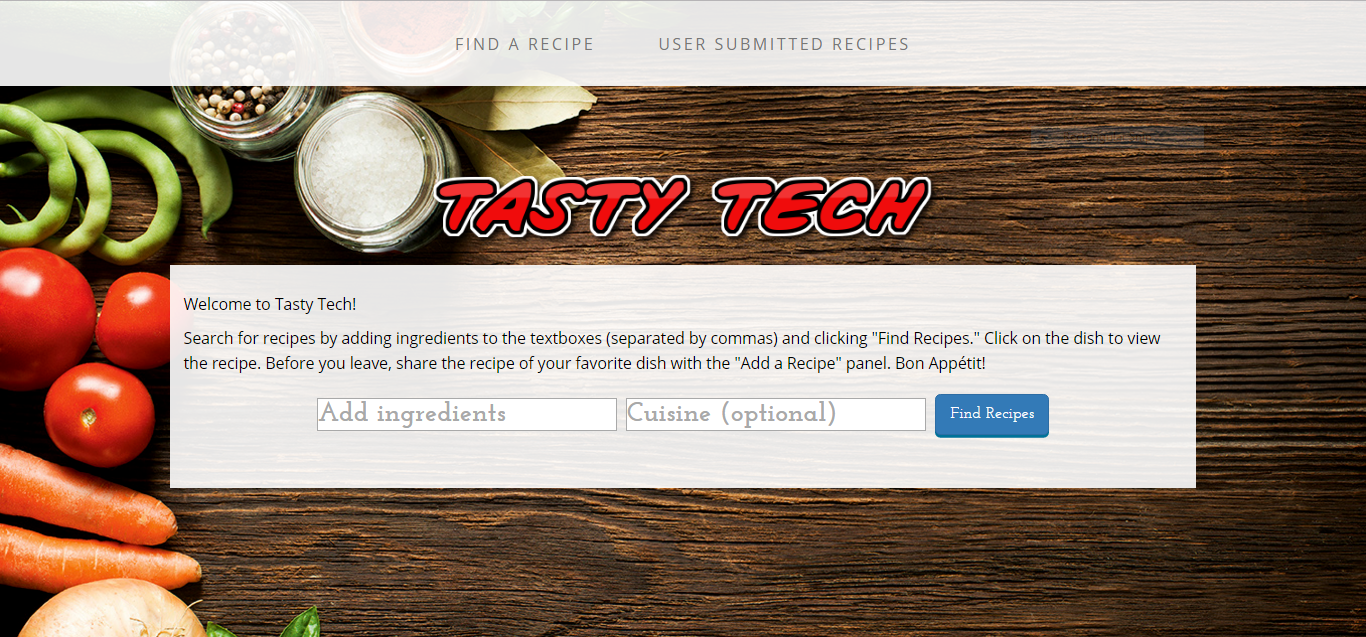 FIND A RECIPE USER SUBMITTED RECIPES
TASTY TECH
Welcome to Tasty Tech!
Search for recipes by adding ingredients to the textboxes (separated by commas) and clicking "Find Recipes." Click on the dish to view
the recipe. Before you leave, share the recipe of your favorite dish with the "Add a Recipe" panel. Bon Appétit!
Add ingredients Cuisine (optional) Find Recipes